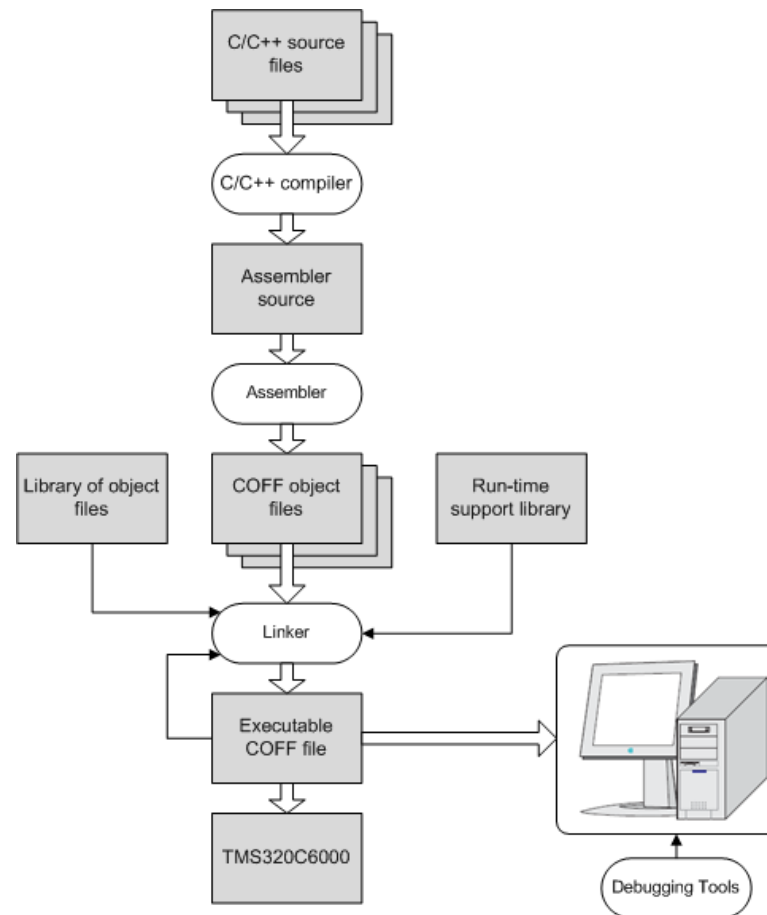 C/C++ source
files
C/C++ compiler
Assembler
source
Assembler
Library of object
files
COFF object
files
Run-time
support library
Linker
Executable
COFF file
TMS320C6000
Debugging Tools